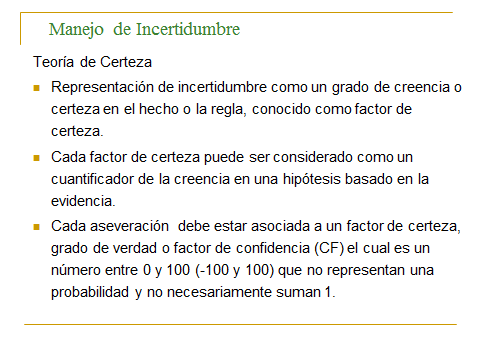 Manejo de Incertidumbre
Teoría de Certeza
Representación de incertidumbre como un grado de creencia o
certeza en el hecho o la regla, conocido como factor de
certeza.
Cada factor de certeza puede ser considerado como un
cuantificador de la creencia en una hipótesis basado en la
evidencia.
Cada aseveración debe estar asociada a un factor de certeza,
grado de verdad o factor de confidencia (CF) el cual es un
número entre 0 y 100 (-100 y 100) que no representan una
probabilidad y no necesariamente suman 1.